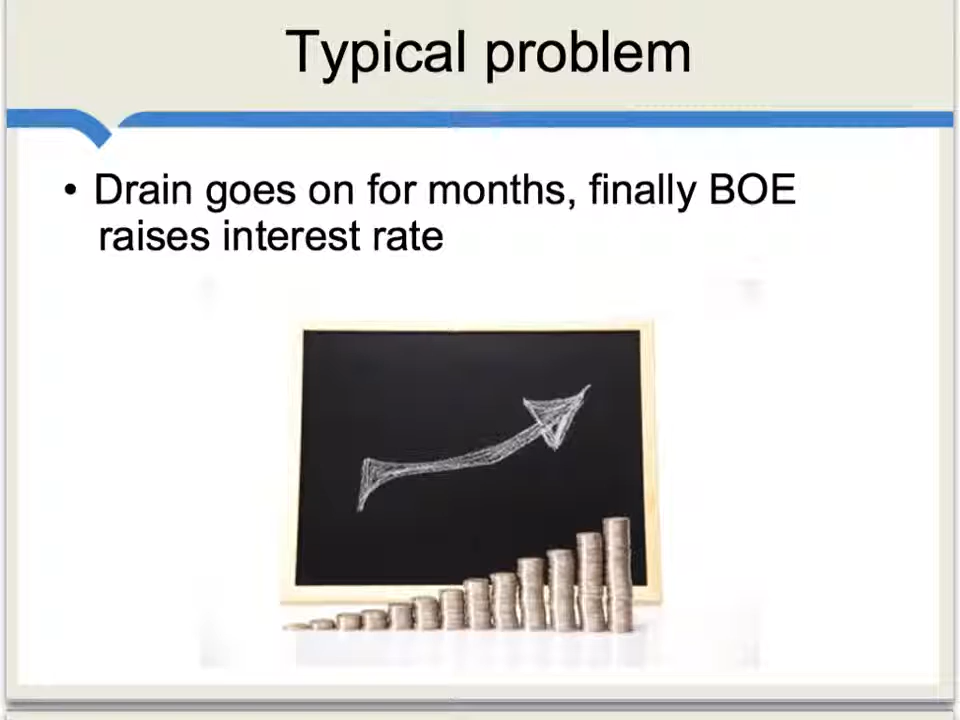 Typical problem
• Drain goes on for months, finally BOE
raises interest rate